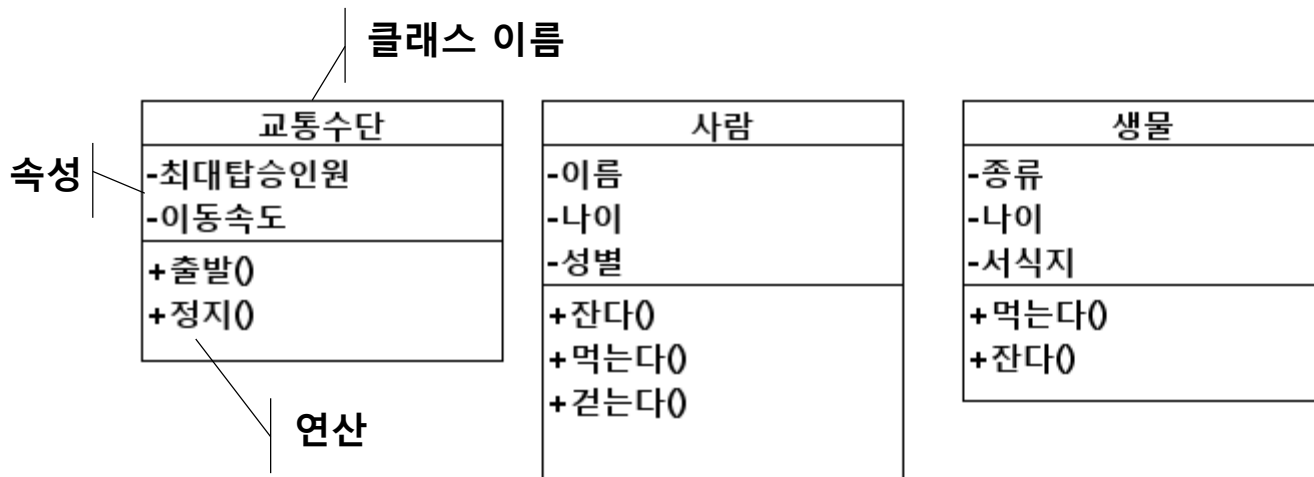 클래스 이름
속성
연산
교통수단
-최대탑승인원
-이동속도
+출발()
+정지()
사람
-이름
-나이
-성별
+잔다()
+먹는다()
+걷는다()
생물
-종류
-나이
-서식지
+먹는다()
+잔다()